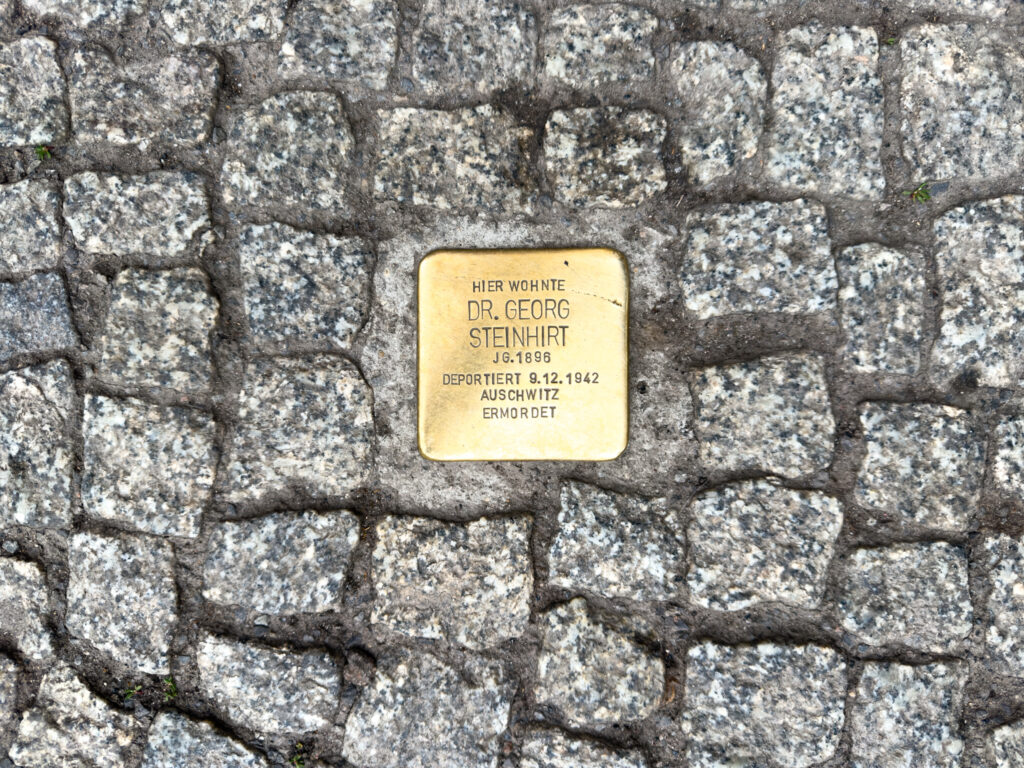 HIER WOHNTE
DR. GEORG
STEINHIRT
JG. 1896
DEPORTIERT 9.12.1942
AUSCHWITZ
ERMORDET